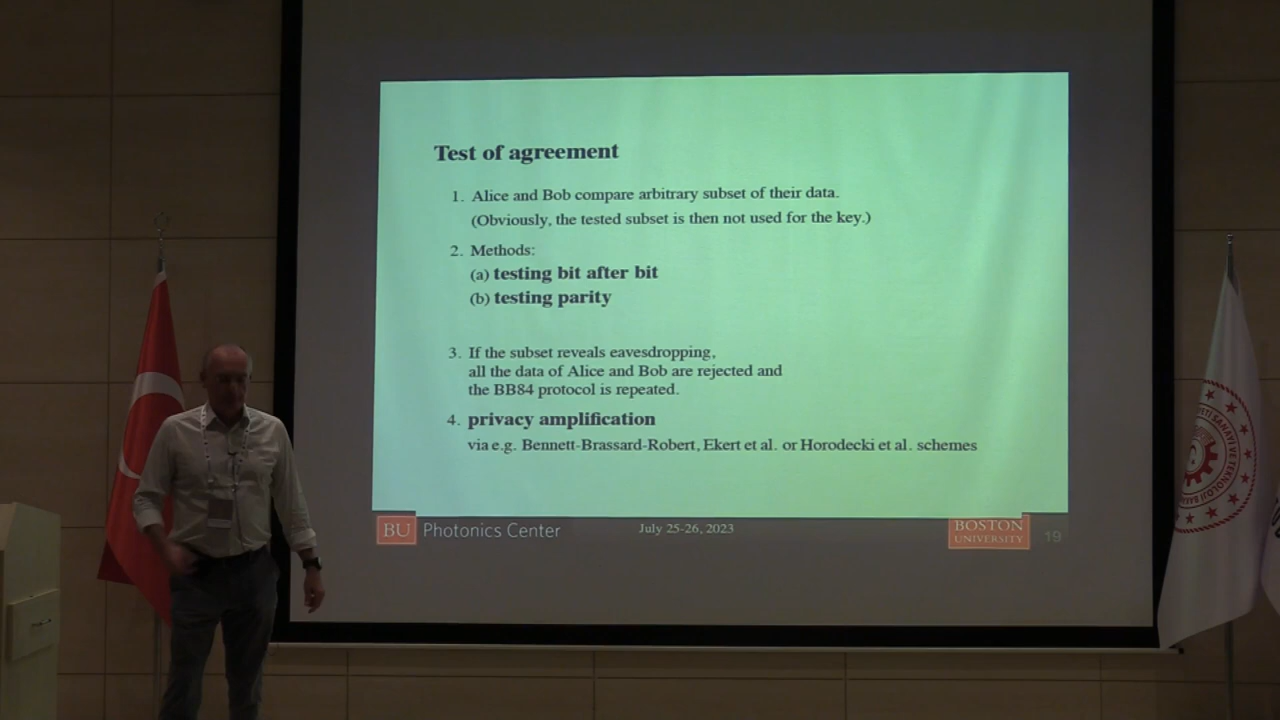 Test of agreement
1. Alice and Bob compare arbitrary subset of their data.
(Obviously, the tested subset is then not used for the key.)
2. Methods:
(a) testing bit after bit
(b) testing parity
3. If the subset reveals eavesdropping,
all the data of Alice and Bob are rejected and
the BB84 protocol is repeated.
4. privacy amplification
via e.g. Bennett-Brassard-Robert, Ekert et al. or Horodecki et al. schemes
BU Photonics Center
July 25-26, 2023
BOSTON
UNIVERSITY
19